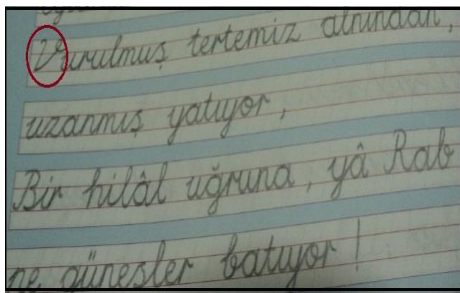 Vurulmuş tertemiz alnından,
uzanmış yatıyor,
Bir hilâl uğruna, yâ Rab
ne güneşler batıyor!